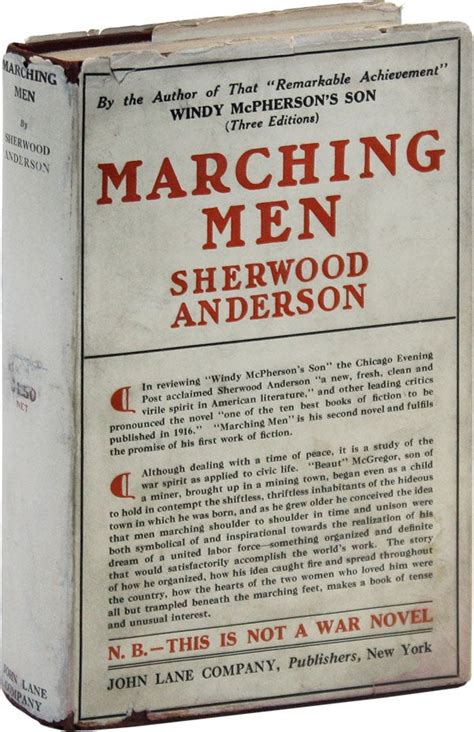 MARCHING
MEN
By
SHERWOOD
ANDERSON
$1.50
NET
JOHN LANE
COMPANY
By the Author of That "Remarkable Achievement"
WINDY McPHERSON'S SON
(Three Editions)
MARCHING
MEN
SHERWOOD
ANDERSON
In reviewing "Windy McPherson's Son" the Chicago Evening
Post acclaimed Sherwood Anderson "a new, fresh, clean and
virile spirit in American literature," and other leading critics
pronounced the novel "one of the ten best books of fiction to be
published in 1916." "Marching Men" is his second novel and fulfils
the promise of his first work of fiction.
Although dealing with a time of peace, it is a study of the
war spirit as applied to civic life. "Beaut" McGregor, son of
a miner, brought up in a mining town, began even as a child
to hold in contempt the shiftless, thriftless inhabitants of the hideous
town in which he was born, and as he grew older he conceived the idea
that men marching shoulder to shoulder in time and unison were
both symbolical of and inspirational towards the realization of his
dream of a united labor force—something organized and definite
that would satisfactorily accomplish the world's work. The story
of how he organized, how his idea caught fire and spread throughout
the country, how the hearts of the two women who loved him were
all but trampled beneath the marching feet, makes a book of tense
and unusual interest.
N. B.—THIS IS NOT A WAR NOVEL
JOHN LANE COMPANY, Publishers, New York